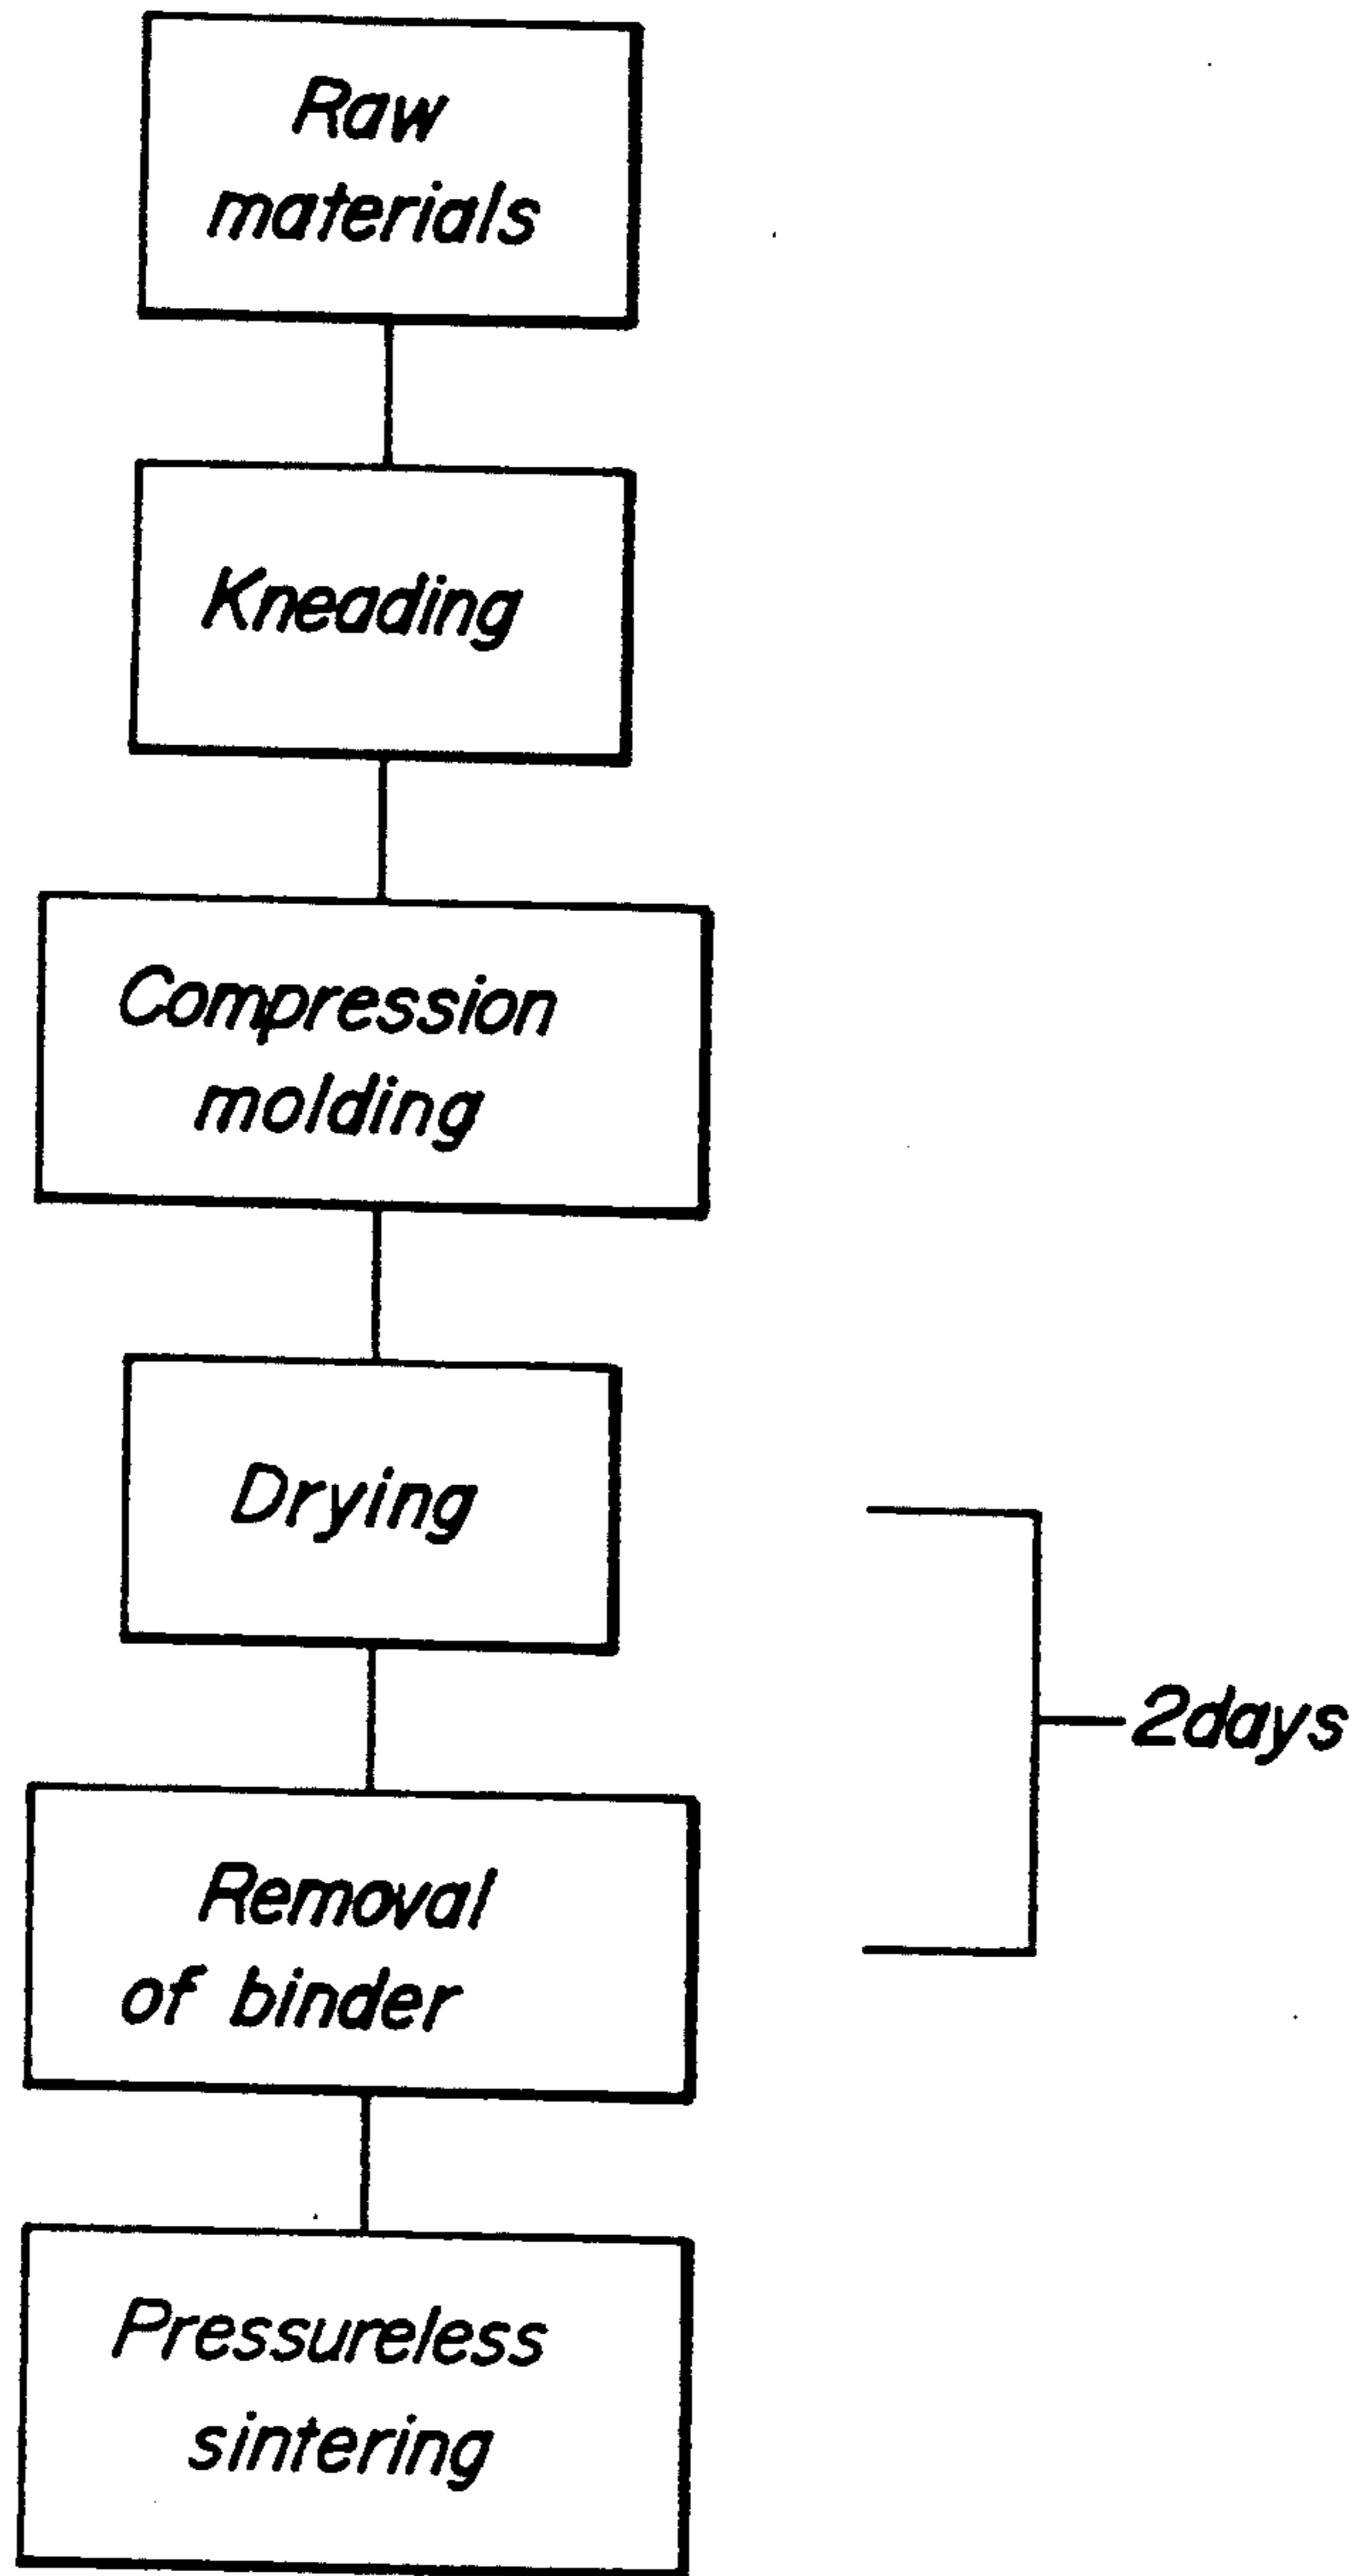 Raw
materials
Kneading
Compression
molding
Drying
2days
Removal
of binder
Pressureless
sintering